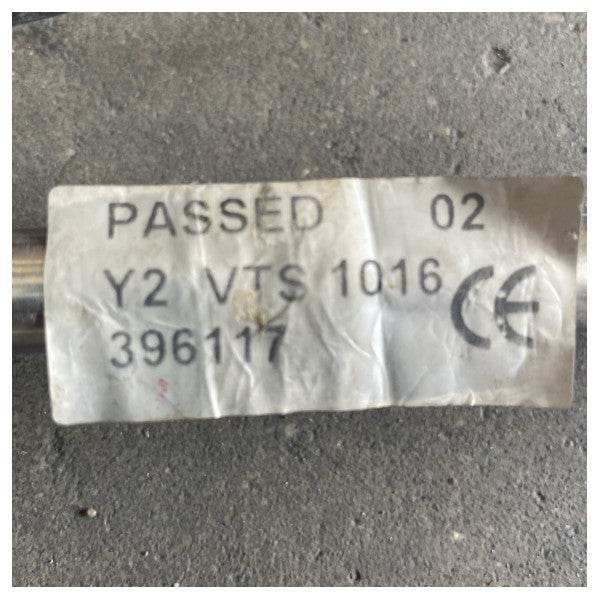 PASSED 02
Y2 VTS 1016
396117 CE